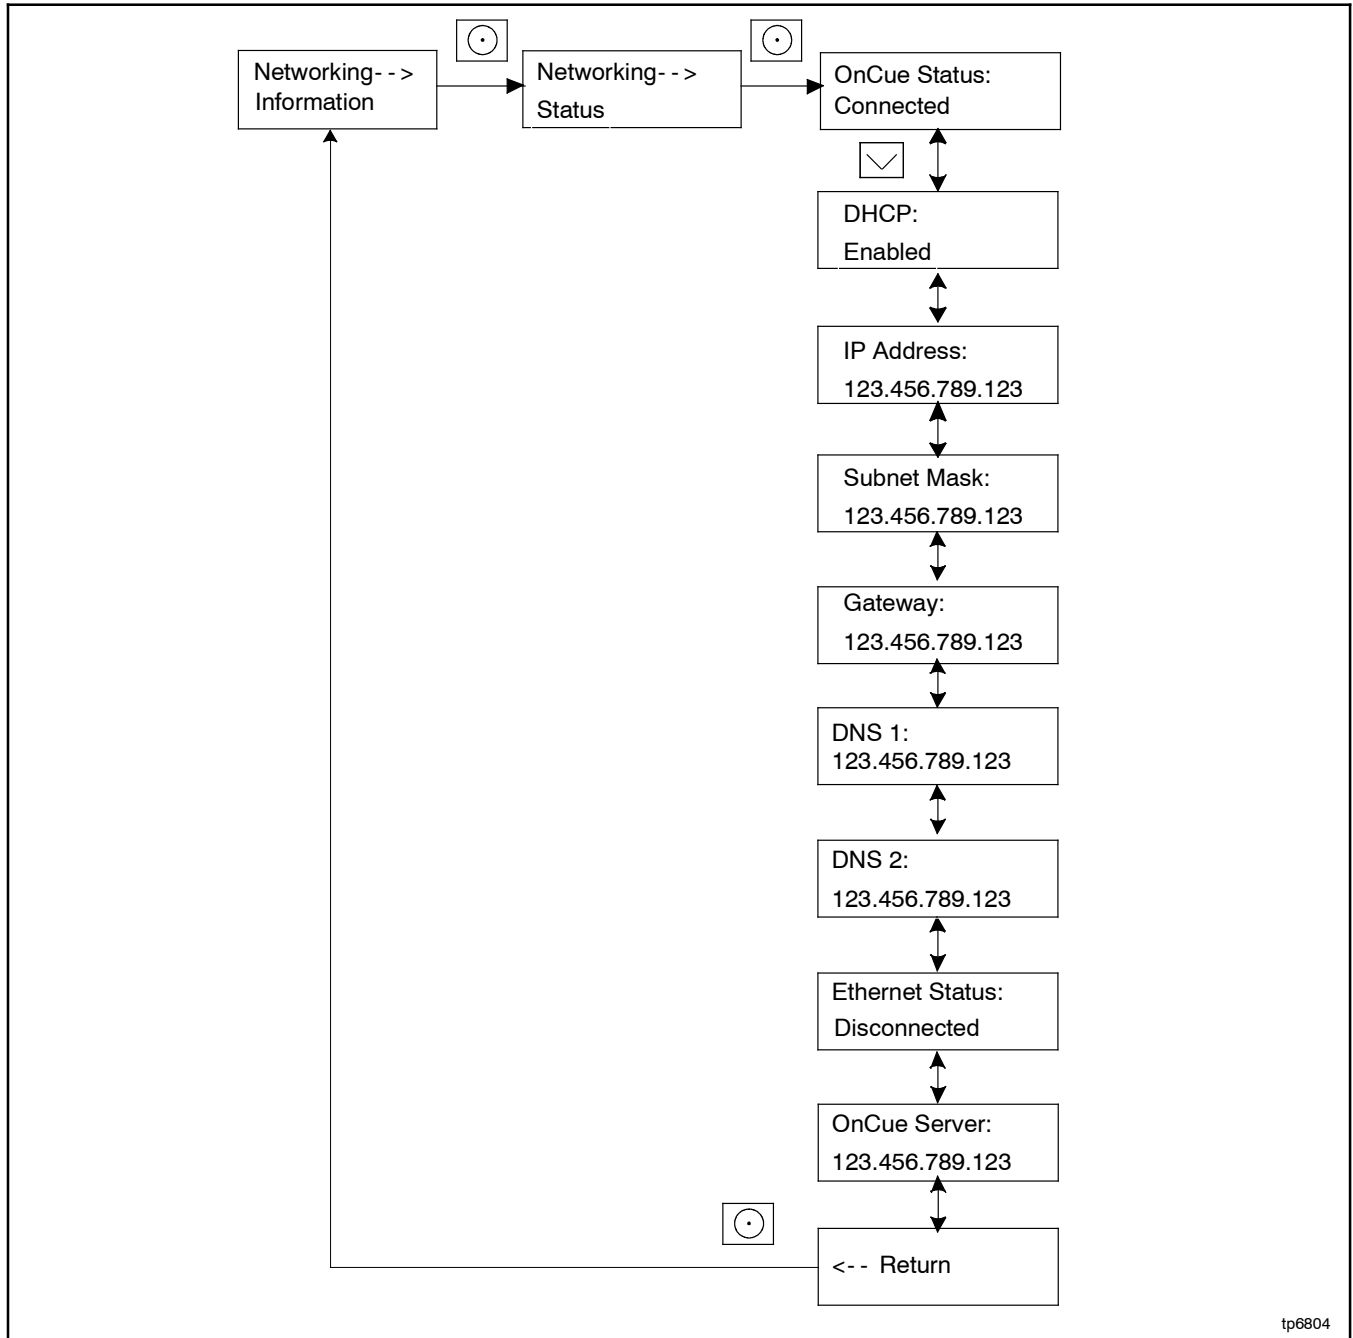 Networking- - >
Information
Networking- - >
Status
OnCue Status:
Connected
DHCP:
Enabled
IP Address:
123.456.789.123
Subnet Mask:
123.456.789.123
Gateway:
123.456.789.123
DNS 1:
123.456.789.123
DNS 2:
123.456.789.123
Ethernet Status:
Disconnected
OnCue Server:
123.456.789.123
<- - Return
tp6804